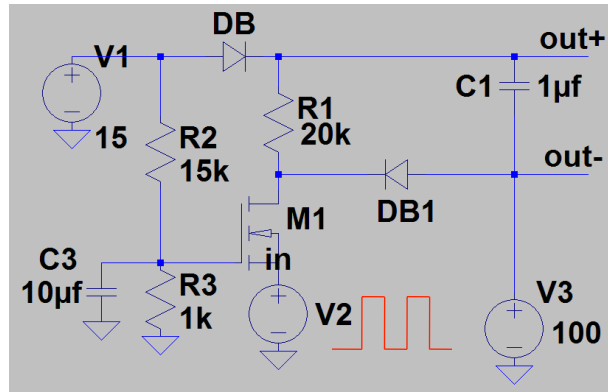 DB
V1
15
R2
15k
R1
20k
C1
1µf
out+
out-
DB1
M1
in
C3
10µf
R3
1k
V2
V3
100